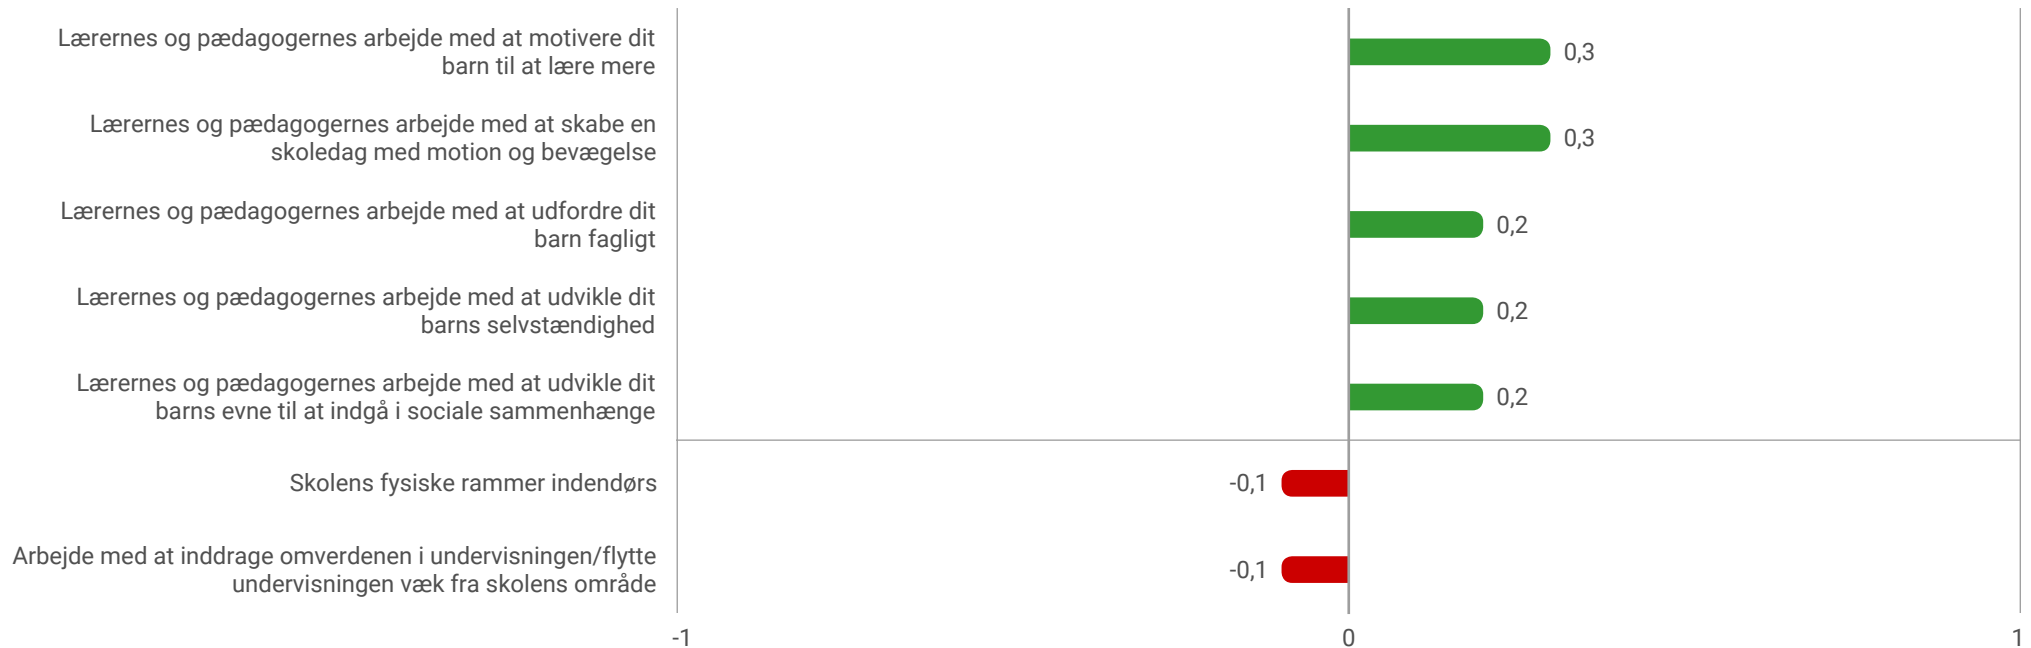 Lærernes og pædagogernes arbejde med at motivere dit
barn til at lære mere
0,3
Lærernes og pædagogernes arbejde med at skabe en
skoledag med motion og bevægelse
0,3
Lærernes og pædagogernes arbejde med at udfordre dit
barn fagligt
0,2
Lærernes og pædagogernes arbejde med at udvikle dit
barns selvstændighed
0,2
Lærernes og pædagogernes arbejde med at udvikle dit
barns evne til at indgå i sociale sammenhænge
0,2
Skolens fysiske rammer indendørs
-0,1
Arbejde med at inddrage omverdenen i undervisningen/flytte
undervisningen væk fra skolens område
-0,1
-1 0 1